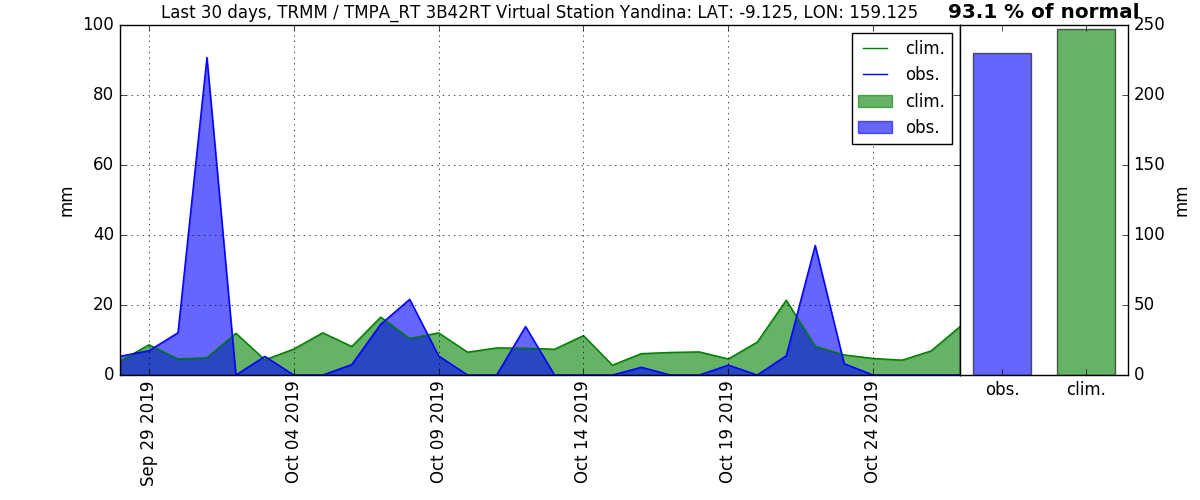 Last 30 days, TRMM / TMPA_RT 3B42RT Virtual Station Yandina: LAT: -9.125, LON: 159.125
93.1 % of normal
100
80
60
40
20
0
mm
clim.
obs.
clim.
obs.
250
200
150
100
50
0
mm
obs.
clim.
Sep 29 2019
Oct 04 2019
Oct 09 2019
Oct 14 2019
Oct 19 2019
Oct 24 2019